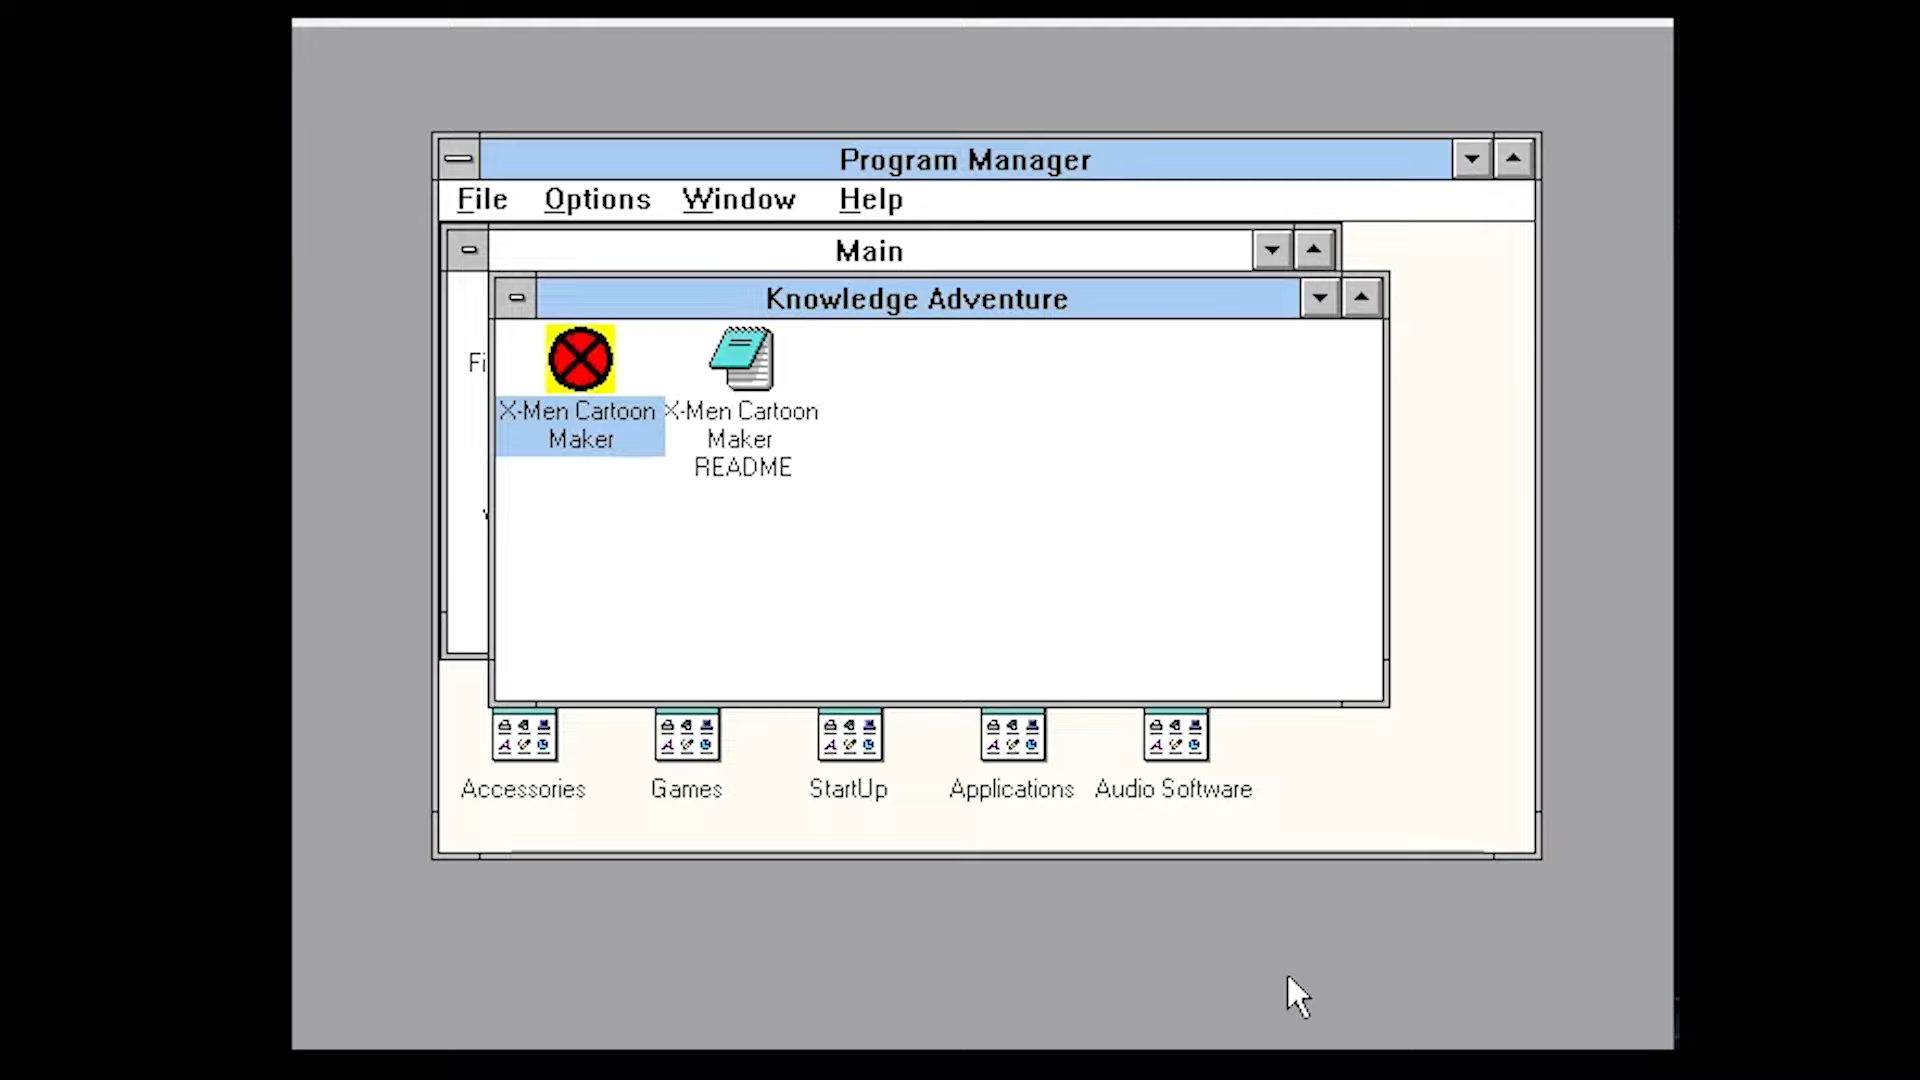 Program Manager
File Options Window Help
Main
Knowledge Adventure
Fi
X-Men Cartoon
Maker
X-Men Cartoon
Maker
README
Accessories
Games
StartUp
Applications
Audio Software